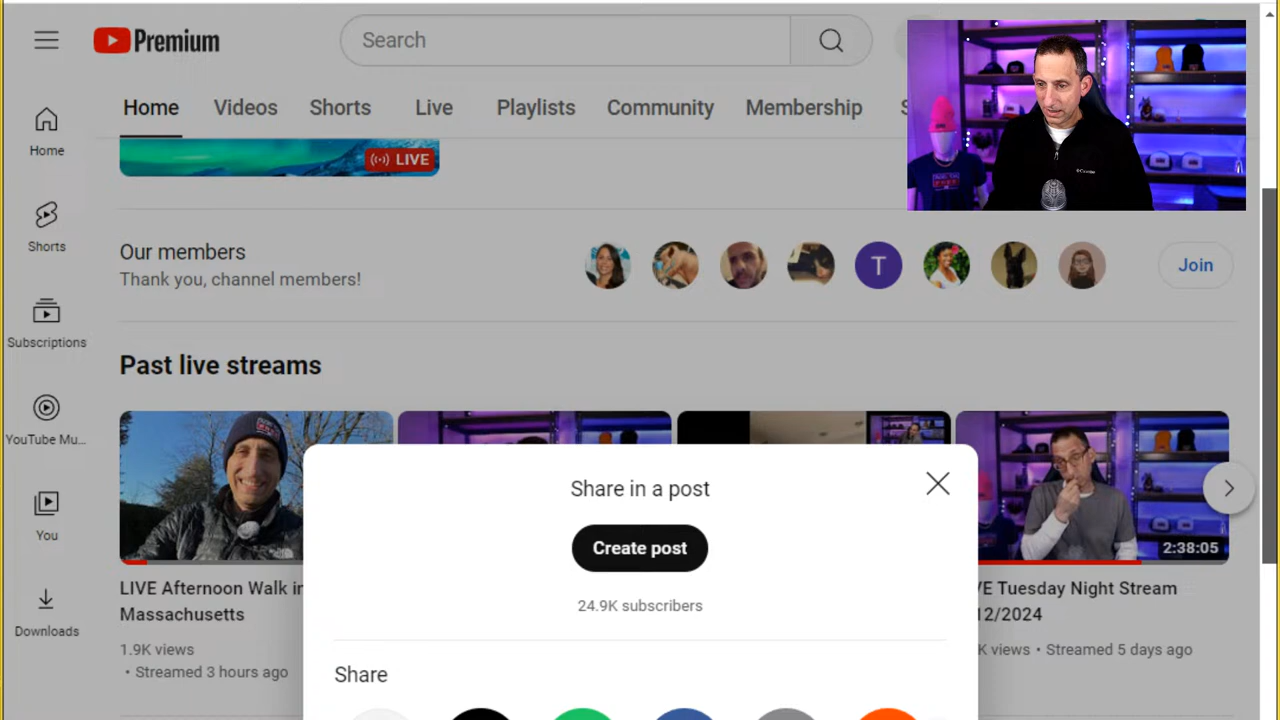 Premium
Search
Home
Videos
Shorts
Live
Playlists
Community
Membership
S
Home
Shorts
Subscriptions
YouTube Mu...
You
Downloads
LIVE
Our members
Thank you, channel members!
T
Join
Past live streams
2:38:05
LIVE Afternoon Walk in
Massachusetts
1.9K views
• Streamed 3 hours ago
VE Tuesday Night Stream
12/2024
K views • Streamed 5 days ago
Share in a post
Create post
24.9K subscribers
Share